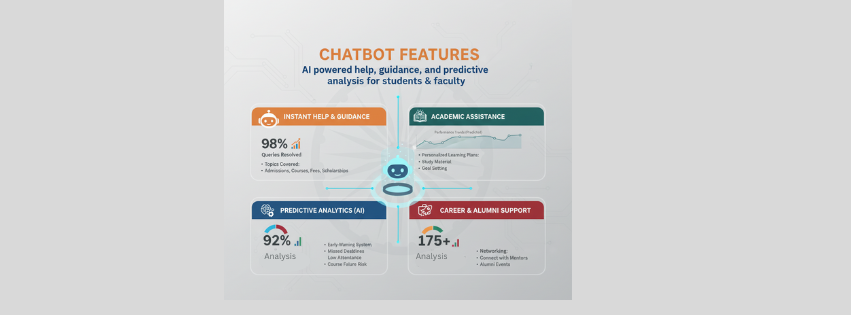 CHATBOT FEATURES
AI powered help, guidance, and predictive
analysis for students & faculty
INSTANT HELP & GUIDANCE
98%
Queries Resolved
• Topics Covered:
• Admissions, Courses, Fees, Scholarships
ACADEMIC ASSISTANCE
Performance Trends
• Personalized Learning Plans:
• Study Material
• Goal Setting
PREDICTIVE ANALYTICS (AI)
92%
Analysis
• Early Warning System
• Missed Deadlines
Low Attendance
• Course Failure Risk
CAREER & ALUMNI SUPPORT
175+
Analysis
• Networking:
• Connect with Mentors
• Alumni Events